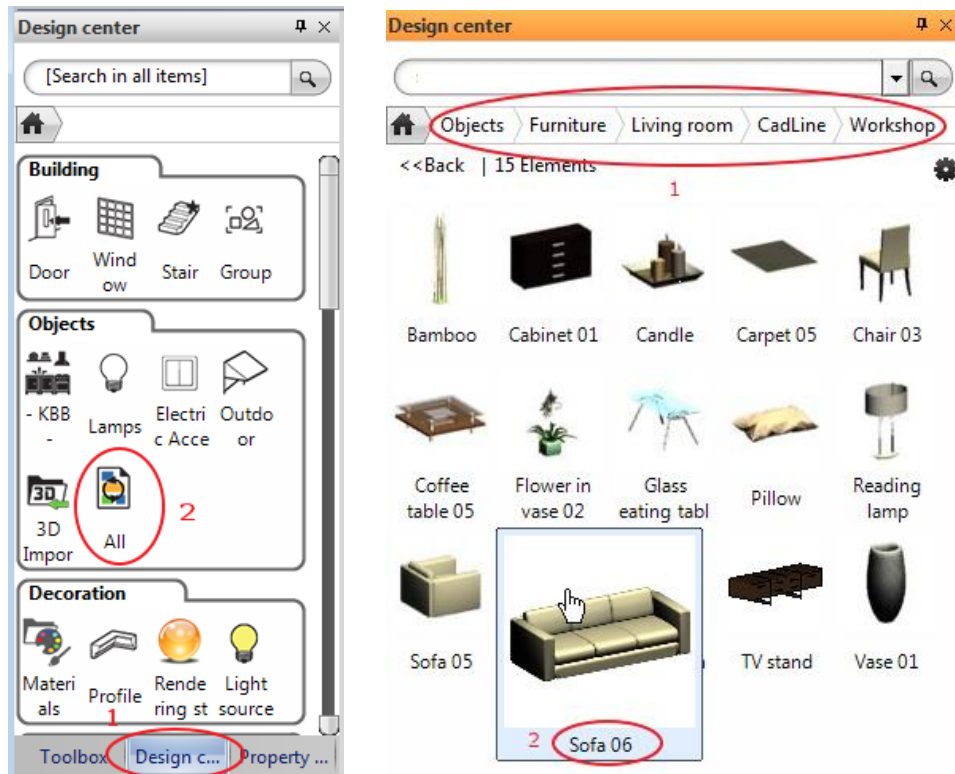 Design center
[Search in all items]
Building
Door
Wind
ow
Stair
Group
Objects
- KBB
-
Lamps
Electri
c Acce
Outdo
or
3D
3D
Impor
All
2
Decoration
Materi
als
Profile
Rende
ring st
Light
source
1
Toolbox
Design c...
Property ...
Design center
Objects
Furniture
Living room
CadLine
Workshop
<<Back | 15 Elements
1
Bamboo
Cabinet 01
Candle
Carpet 05
Chair 03
Coffee
table 05
Flower in
vase 02
Glass
eating tabl
Pillow
Reading
lamp
Sofa 05
2
Sofa 06
TV stand
Vase 01